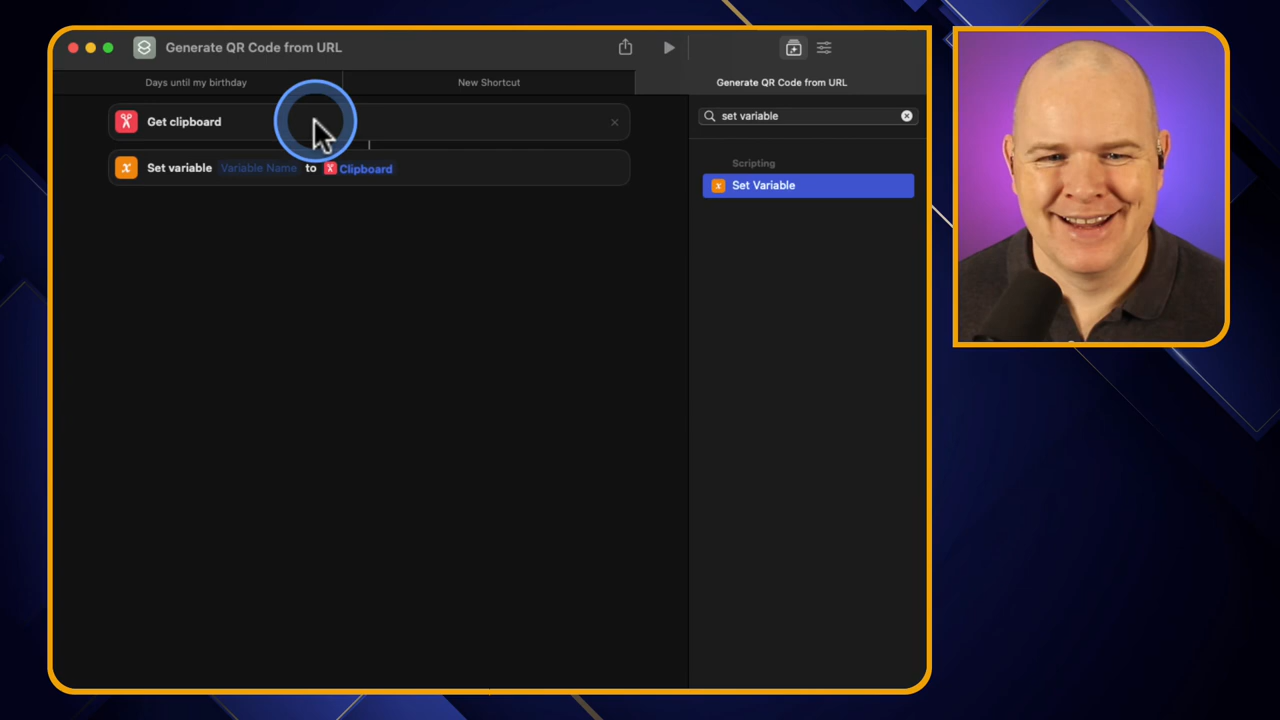 Generate QR Code from URL
Days until my birthday
New Shortcut
Generate QR Code from URL
Get clipboard
Set variable Variable Name to Clipboard
set variable
Scripting
Set Variable